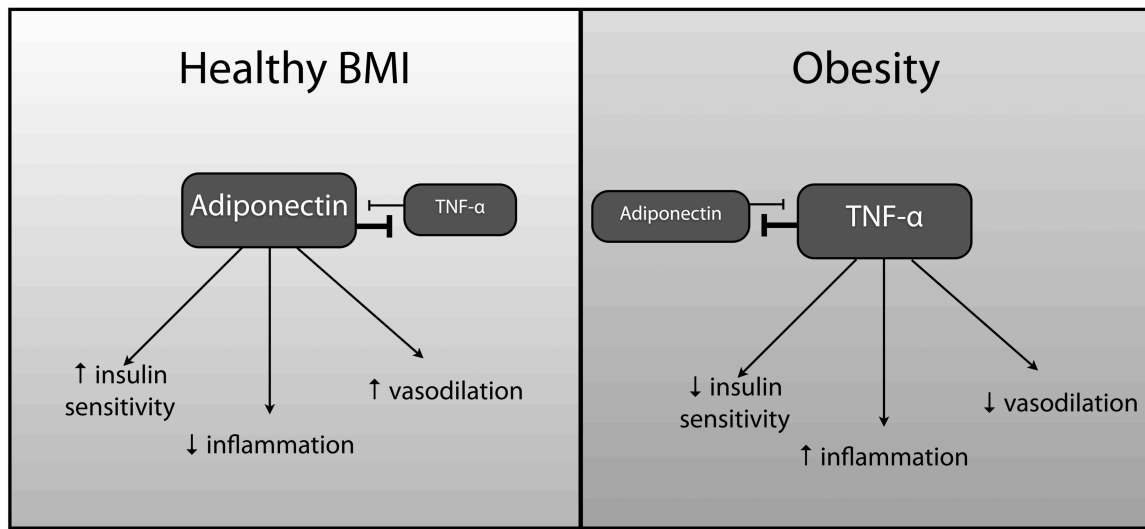 Healthy BMI
Adiponectin
TNF-α
↑ insulin
sensitivity
↓ inflammation
↑ vasodilation
Obesity
Adiponectin
TNF-α
↓ insulin
sensitivity
↑ inflammation
↓ vasodilation